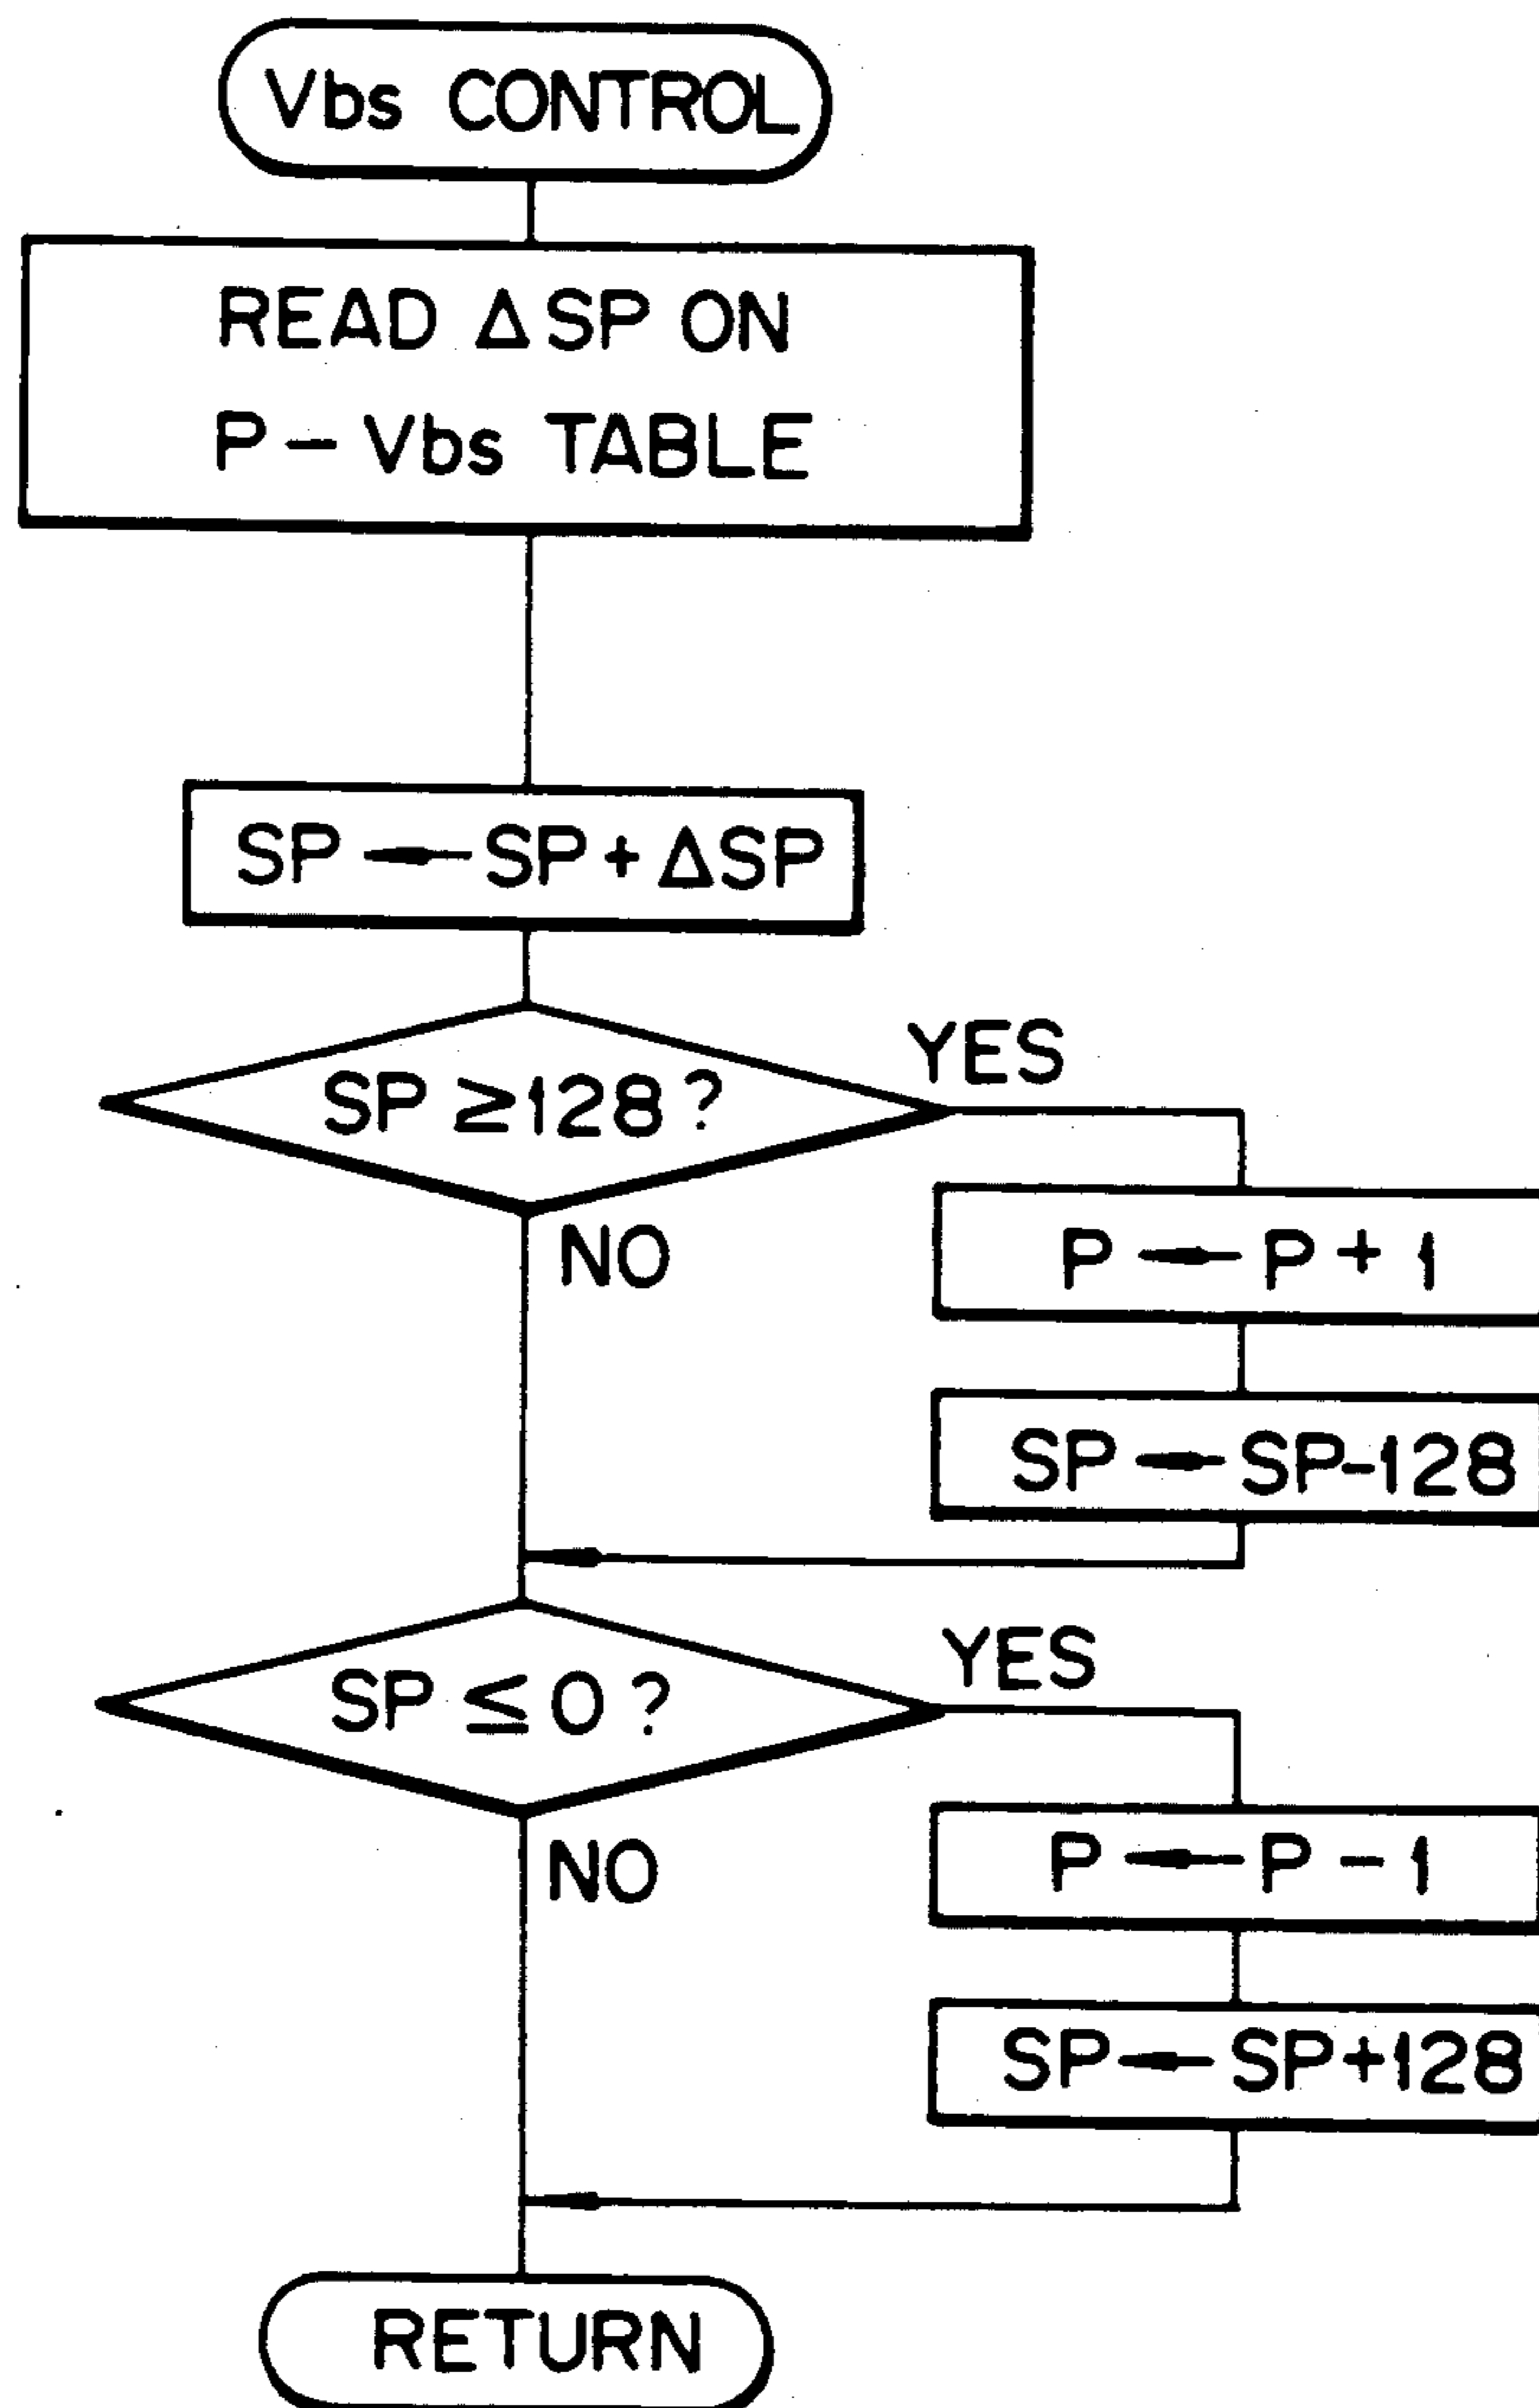 Vbs CONTROL
READ ΔSP ON
P - Vbs TABLE
SP ← SP + ΔSP
SP ≥ 128 ?
YES
NO
P ← P + 1
SP ← SP-128
SP ≤ 0 ?
YES
NO
P ← P - 1
SP ← SP+128
RETURN